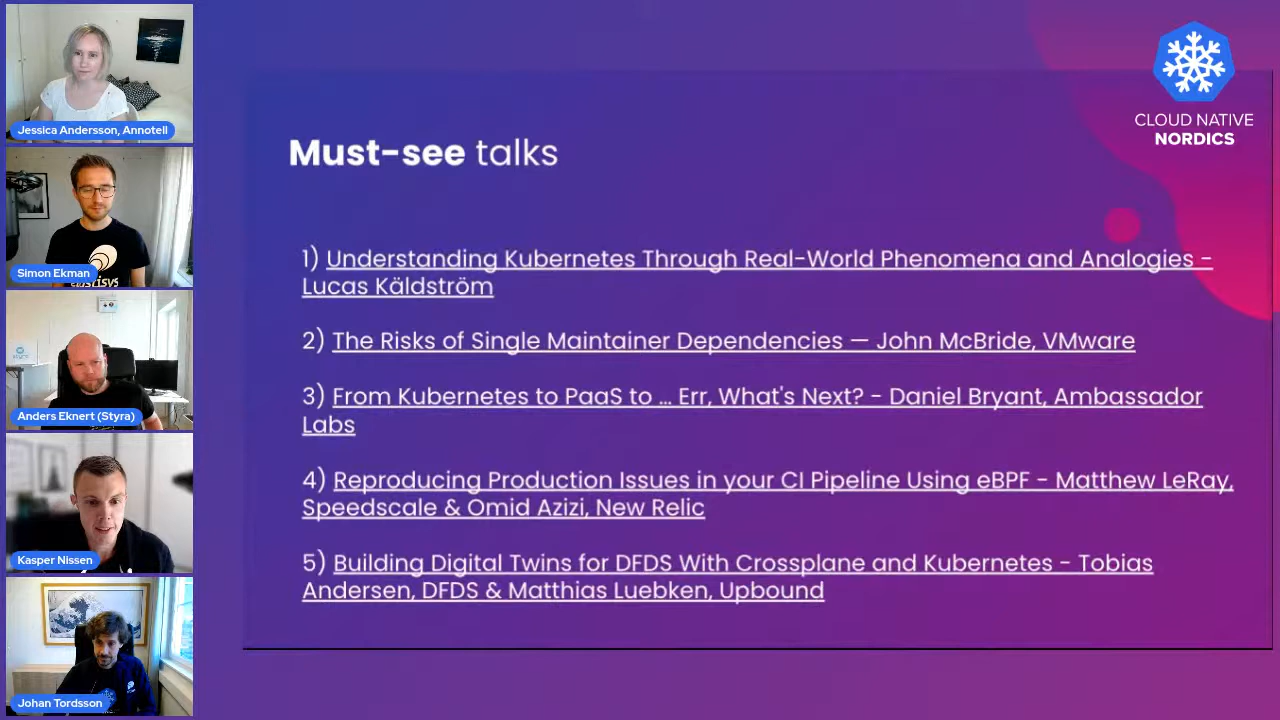 Jessica Andersson, Annotell
Simon Ekman
Anders Eknert (Styra)
Kasper Nissen
Johan Tordsson
CLOUD NATIVE
NORDICS
Must-see talks
1) Understanding Kubernetes Through Real-World Phenomena and Analogies -
Lucas Käldström
2) The Risks of Single Maintainer Dependencies — John McBride, VMware
3) From Kubernetes to PaaS to ... Err, What's Next? - Daniel Bryant, Ambassador
Labs
4) Reproducing Production Issues in your CI Pipeline Using eBPF - Matthew LeRay,
Speedscale & Omid Azizi, New Relic
5) Building Digital Twins for DFDS With Crossplane and Kubernetes - Tobias
Andersen, DFDS & Matthias Luebken, Upbound